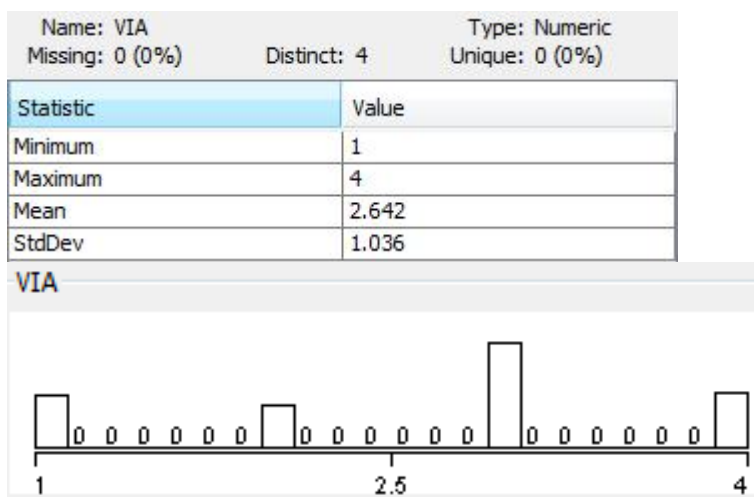 Name: VIA Type: Numeric
Missing: 0 (0%) Distinct: 4 Unique: 0 (0%)
Statistic Value
Minimum 1
Maximum 4
Mean 2.642
StdDev 1.036
VIA
0 0 0 0 0 0 0 0 0 0 0 0 0 0 0 0 0 0
1 2.5 4